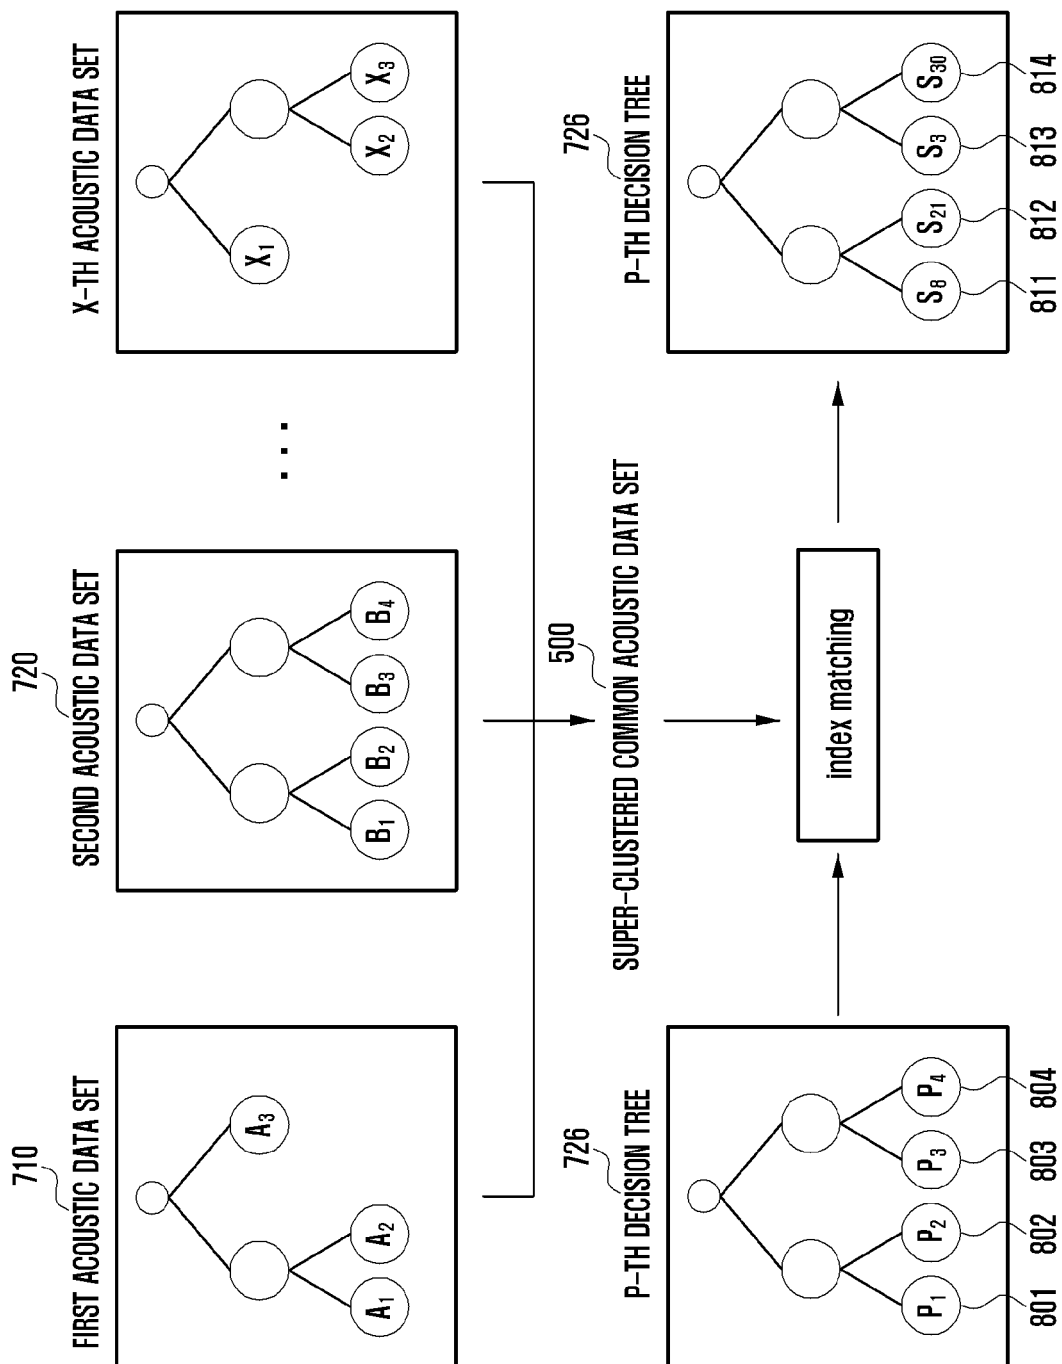 710
FIRST ACOUSTIC DATA SET
A1 A2 A3
720
SECOND ACOUSTIC DATA SET
B1 B2 B3 B4
...
X-TH ACOUSTIC DATA SET
X1 X2 X3
500
SUPER-CLUSTERED COMMON ACOUSTIC DATA SET
726
P-TH DECISION TREE
P1 P2 P3 P4
801 802 803 804
index matching
726
P-TH DECISION TREE
S8 S21 S3 S30
811 812 813 814